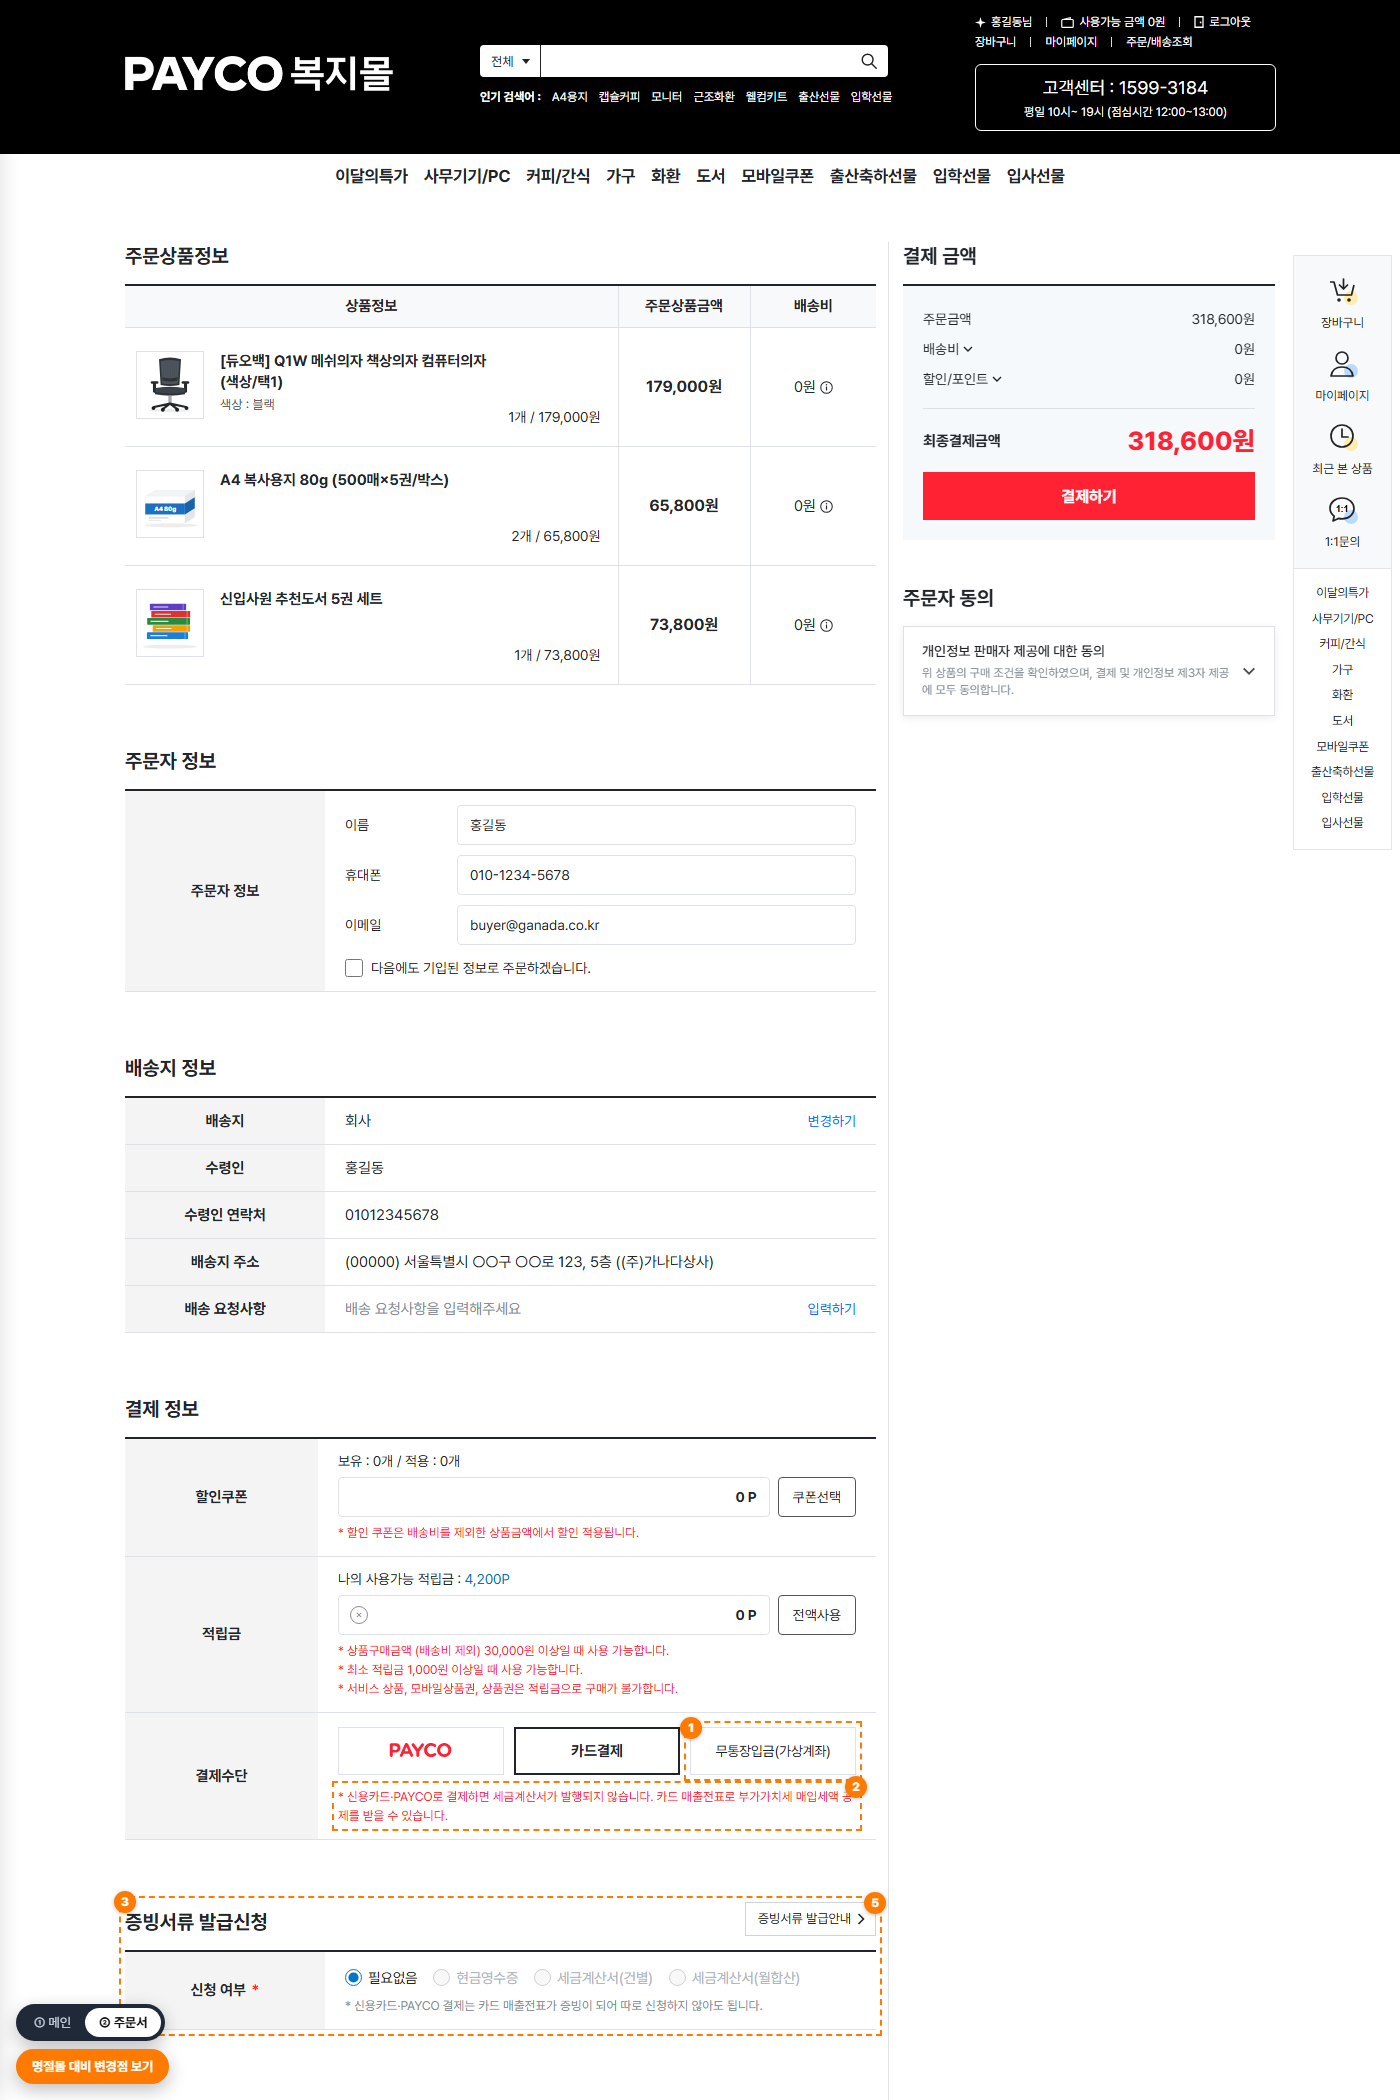 홍길동님
사용가능 금액 0원
로그아웃
장바구니
마이페이지
주문/배송조회
PAYCO 복지몰
전체
인기 검색어 : A4용지 캡슐커피 모니터 근조화환 웰컴키트 출산선물 입학선물
고객센터 : 1599-3184
평일 10시~ 19시 (점심시간 12:00~13:00)
이달의특가 사무기기/PC 커피/간식 가구 화환 도서 모바일쿠폰 출산축하선물 입학선물 입사선물
주문상품정보
상품정보 주문상품금액 배송비
[듀오백] Q1W 메쉬의자 책상의자 컴퓨터의자
(색상/택1)
색상 : 블랙
1개 / 179,000원
179,000원
0원
A4 80g
A4 복사용지 80g (500매×5권/박스)
2개 / 65,800원
65,800원
0원
신입사원 추천도서 5권 세트
1개 / 73,800원
73,800원
0원
결제 금액
주문금액 318,600원
배송비 0원
할인/포인트 0원
최종결제금액 318,600원
결제하기
주문자 동의
개인정보 판매자 제공에 대한 동의
위 상품의 구매 조건을 확인하였으며, 결제 및 개인정보 제3자 제공
에 모두 동의합니다.
장바구니
마이페이지
최근 본 상품
1:1
1:1문의
이달의특가
사무기기/PC
커피/간식
가구
화환
도서
모바일쿠폰
출산축하선물
입학선물
입사선물
주문자 정보
주문자 정보
이름 홍길동
휴대폰 010-1234-5678
이메일 buyer@ganada.co.kr
다음에도 기입된 정보로 주문하겠습니다.
배송지 정보
배송지 회사 변경하기
수령인 홍길동
수령인 연락처 01012345678
배송지 주소 (00000) 서울특별시 〇〇구 〇〇로 123, 5층 ((주)가나다상사)
배송 요청사항 배송 요청사항을 입력해주세요 입력하기
결제 정보
할인쿠폰
보유 : 0개 / 적용 : 0개
0 P 쿠폰선택
* 할인 쿠폰은 배송비를 제외한 상품금액에서 할인 적용됩니다.
적립금
나의 사용가능 적립금 : 4,200P
0 P 전액사용
* 상품구매금액 (배송비 제외) 30,000원 이상일 때 사용 가능합니다.
* 최소 적립금 1,000원 이상일 때 사용 가능합니다.
* 서비스 상품, 모바일상품권, 상품권은 적립금으로 구매가 불가합니다.
결제수단
PAYCO 카드결제 무통장입금(가상계좌)
1
2
* 신용카드·PAYCO로 결제하면 세금계산서가 발행되지 않습니다. 카드 매출전표로 부가가치세 매입세액 공
제를 받을 수 있습니다.
3
5
증빙서류 발급신청
증빙서류 발급안내
신청 여부 *
필요없음 현금영수증 세금계산서(건별) 세금계산서(월합산)
* 신용카드·PAYCO 결제는 카드 매출전표가 증빙이 되어 따로 신청하지 않아도 됩니다.
① 메인 ② 주문서
명절몰 대비 변경점 보기